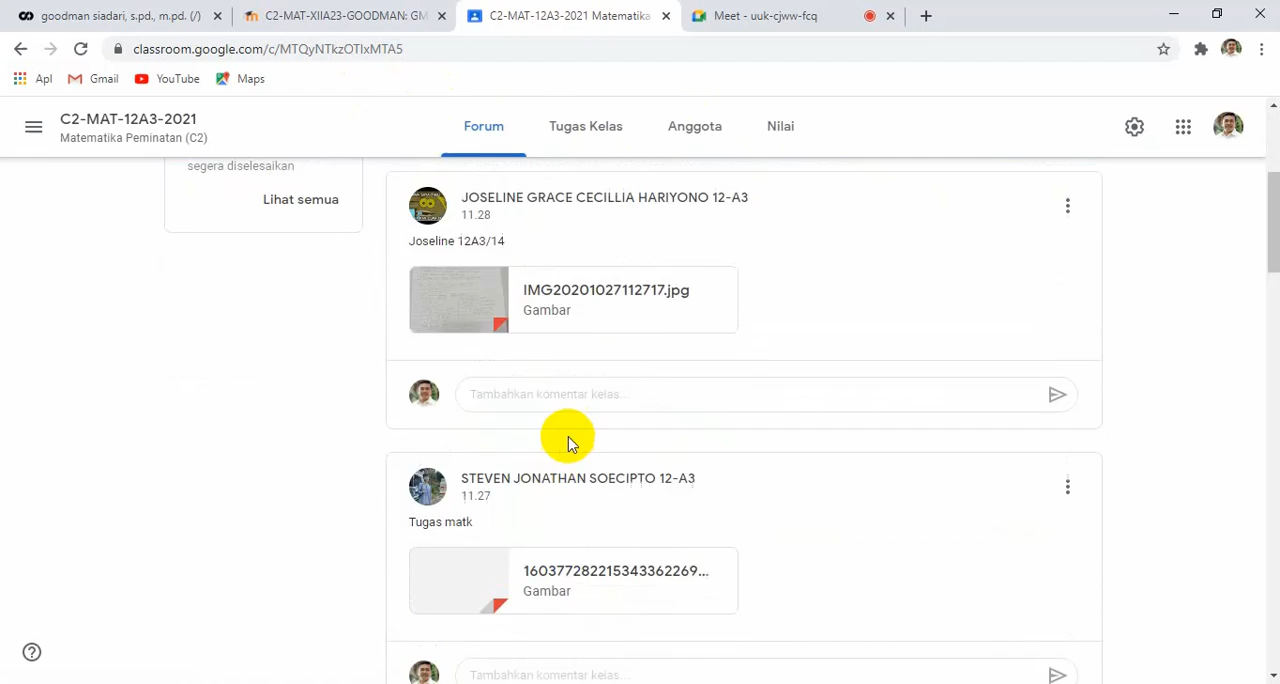 goodman siadari, s.pd., m.pd. (/)
C2-MAT-XIIA23-GOODMAN: GM
C2-MAT-12A3-2021 Matematika
Meet - uuk-cjww-fcq
classroom.google.com/c/MTQyNTkzOTIxMTA5
Apl
Gmail
YouTube
Maps
C2-MAT-12A3-2021
Matematika Peminatan (C2)
Forum
Tugas Kelas
Anggota
Nilai
segera diselesaikan
Lihat semua
JOSELINE GRACE CECILLIA HARIYONO 12-A3
11.28
Joseline 12A3/14
IMG20201027112717.jpg
Gambar
Tambahkan komentar kelas...
STEVEN JONATHAN SOECIPTO 12-A3
11.27
Tugas matk
160377282215343362269...
Gambar
Tambahkan komentar kelas...